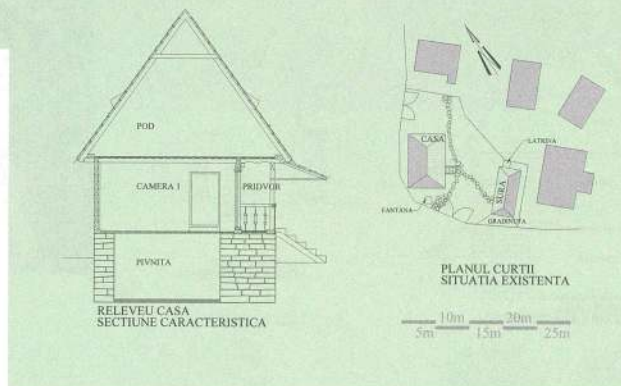 POD
CAMERA 1
PRIDVOR
PIVNITA
RELEVEU CASA
SECTIUNE CARACTERISTICA
CASA
LATRINA
SURA
FANTANA
GRADINUTA
PLANUL CURTII
SITUATIA EXISTENTA
10m 20m
5m 15m 25m